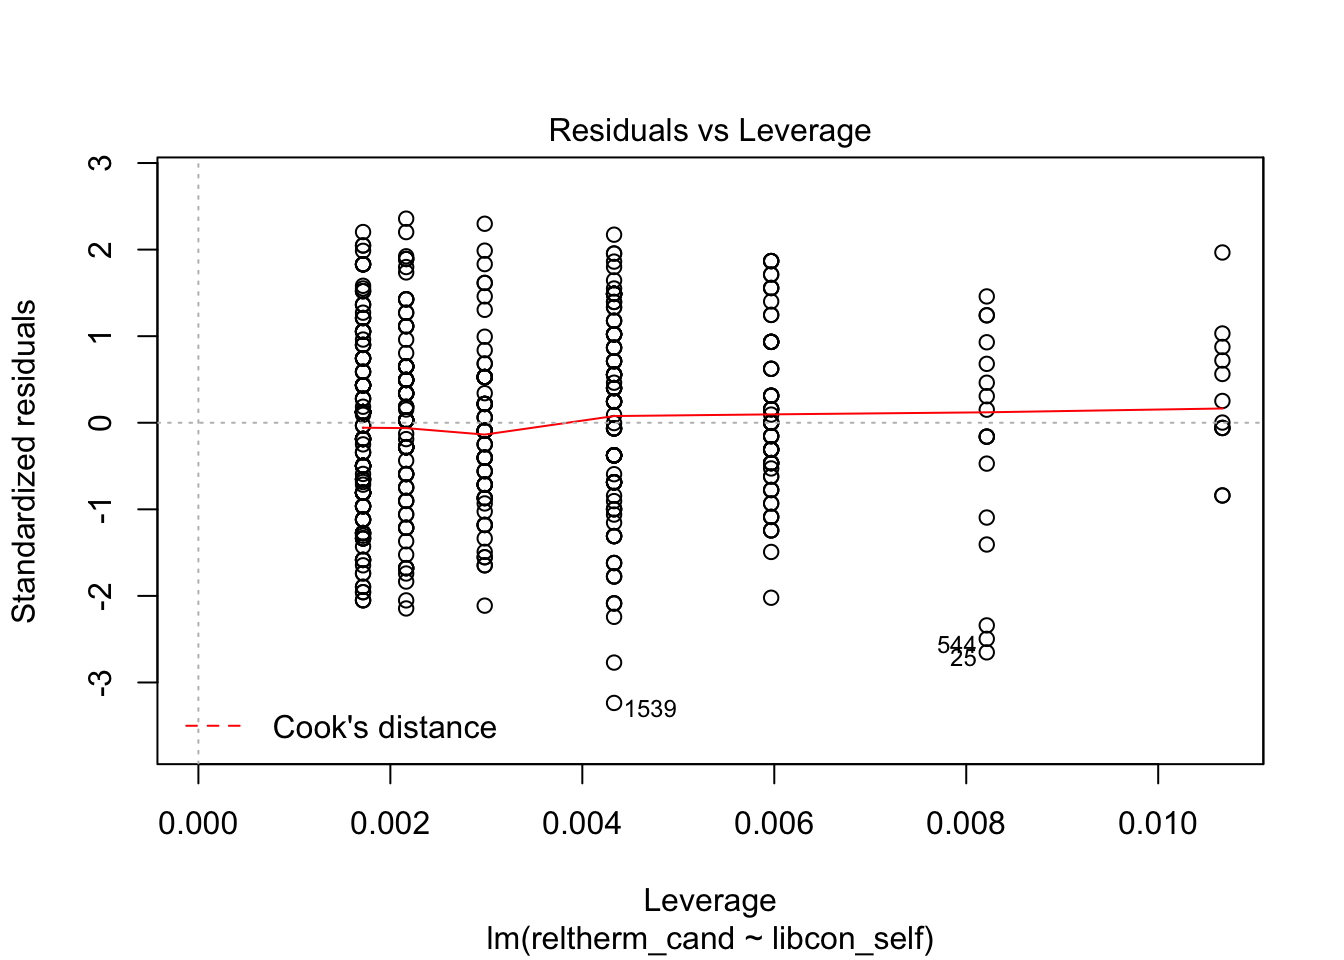 Residuals vs Leverage
Standardized residuals
3
2
1
0
-1
-2
-3
544
25
1539
Cook's distance
0.000 0.002 0.004 0.006 0.008 0.010
Leverage
lm(reltherm_cand ~ libcon_self)